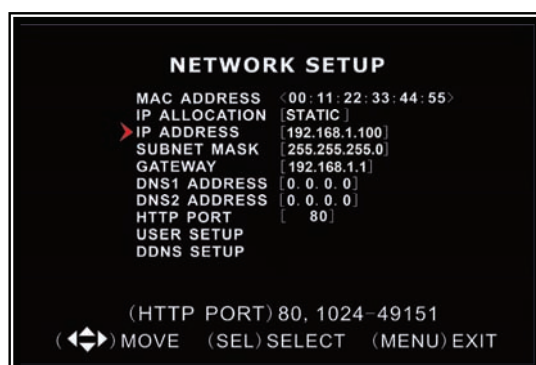 NETWORK SETUP
MAC ADDRESS <00:11:22:33:44:55>
IP ALLOCATION [STATIC ]
IP ADDRESS [192.168.1.100]
SUBNET MASK [255.255.255.0]
GATEWAY [192.168.1.1]
DNS1 ADDRESS [0. 0. 0. 0]
DNS2 ADDRESS [0. 0. 0. 0]
HTTP PORT [ 80]
USER SETUP
DDNS SETUP
(HTTP PORT) 80, 1024-49151
( ) MOVE (SEL) SELECT (MENU) EXIT